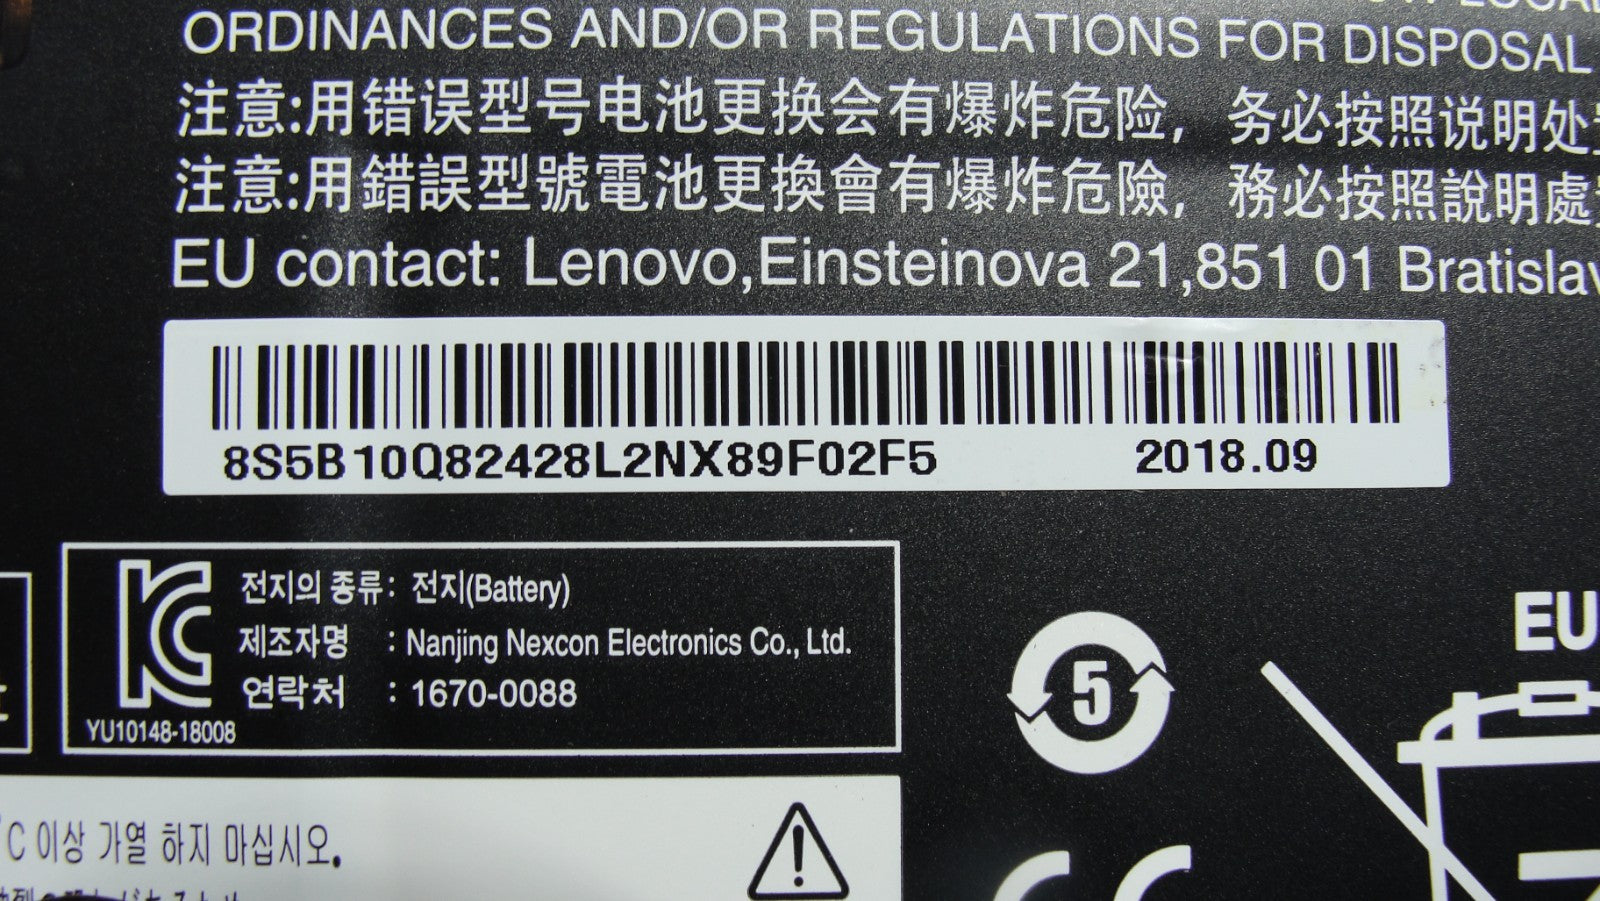 ORDINANCES AND/OR REGULATIONS FOR DISPOSAL
注意:用错误型号电池更换会有爆炸危险，务必按照说明处
注意:用錯誤型號電池更換會有爆炸危險，務必按照說明處
EU contact: Lenovo,Einsteinova 21,851 01 Bratislav
8S5B10Q82428L2NX89F02F5 2018.09
전지의 종류: 전지(Battery)
제조자명 : Nanjing Nexcon Electronics Co., Ltd.
연락처 : 1670-0088
YU10148-18008
5
EU
°C 이상 가열 하지 마십시오.